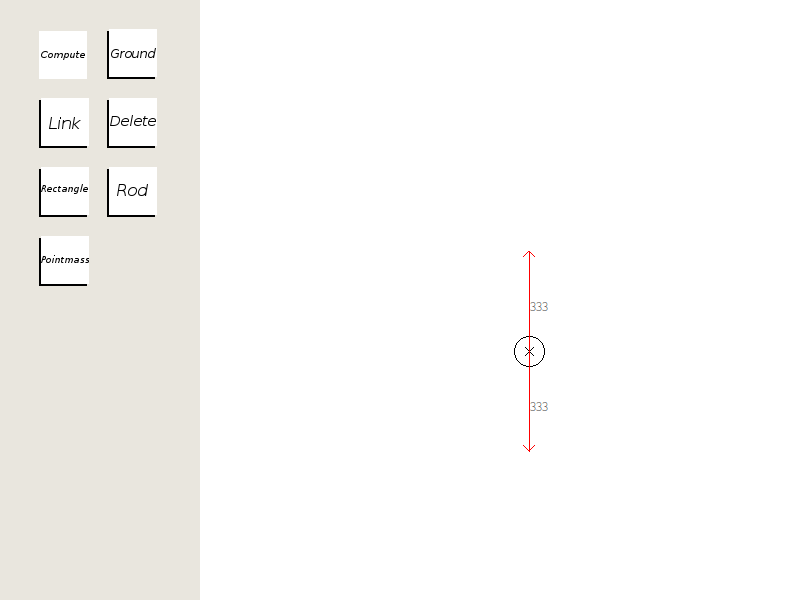 Compute
Ground
Link
Delete
Rectangle
Rod
Pointmass
333
333